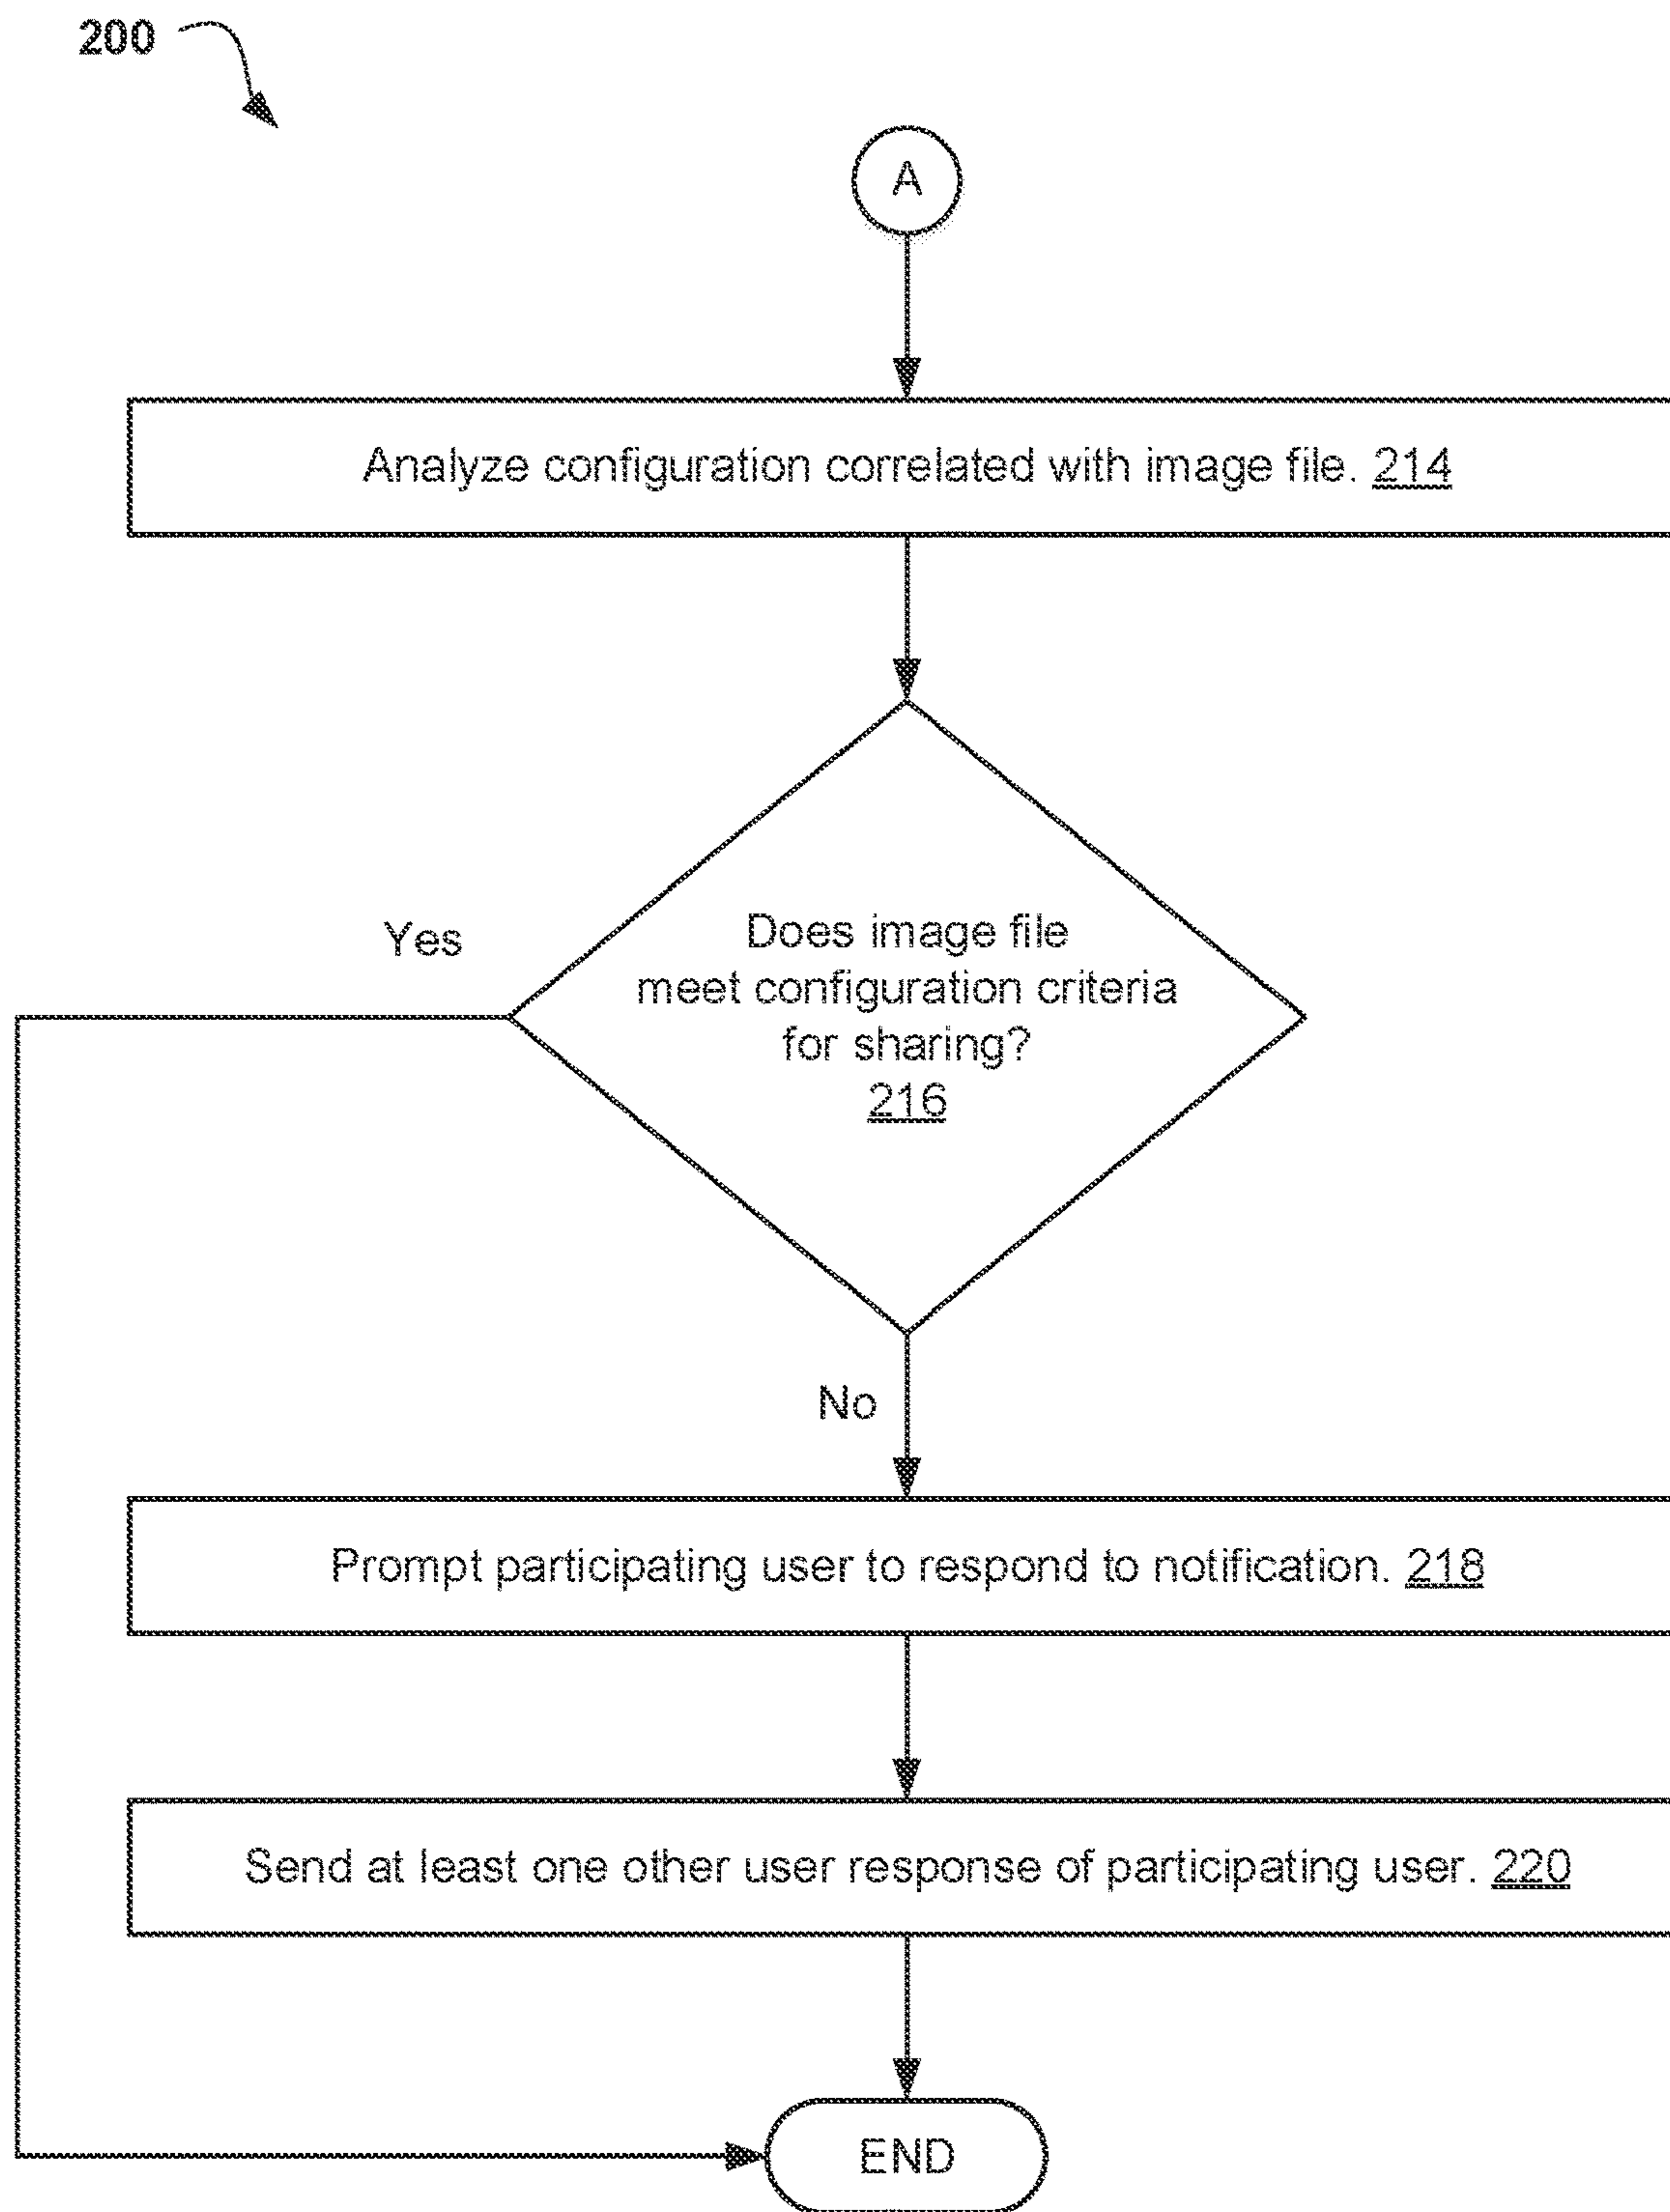 200
A
Analyze configuration correlated with image file. 214
Yes
Does image file
meet configuration criteria
for sharing?
216
No
Prompt participating user to respond to notification. 218
Send at least one other user response of participating user. 220
END